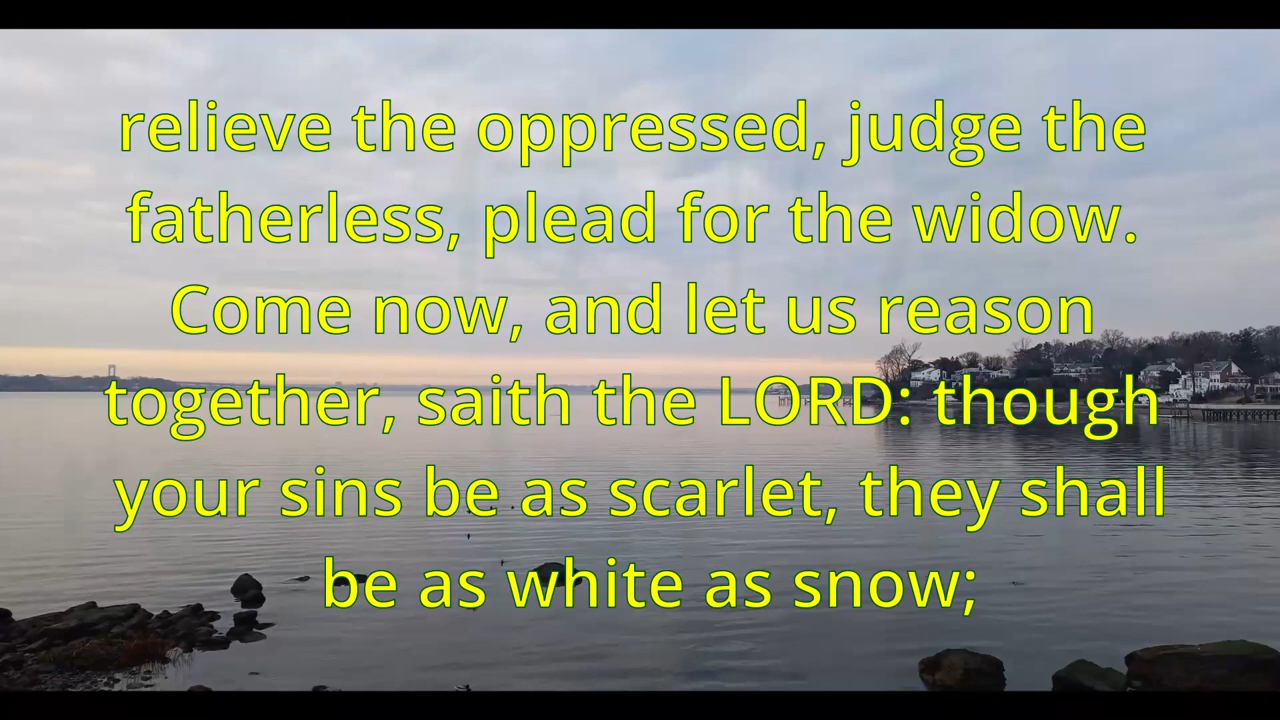 relieve the oppressed, judge the
fatherless, plead for the widow.
Come now, and let us reason
together, saith the LORD: though
your sins be as scarlet, they shall
be as white as snow;